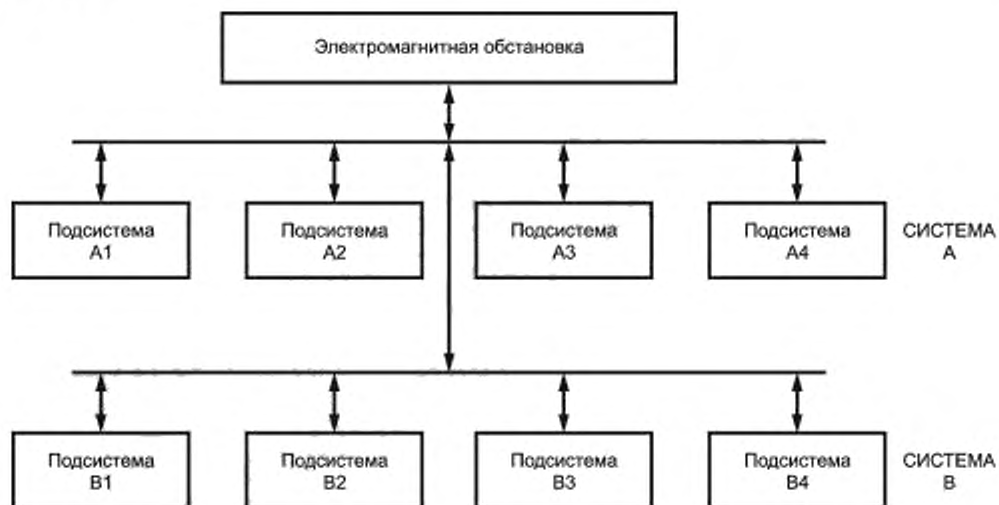 Электромагнитная обстановка
Подсистема
А1
Подсистема
А2
Подсистема
А3
Подсистема
А4
СИСТЕМА
А
Подсистема
В1
Подсистема
В2
Подсистема
В3
Подсистема
В4
СИСТЕМА
В